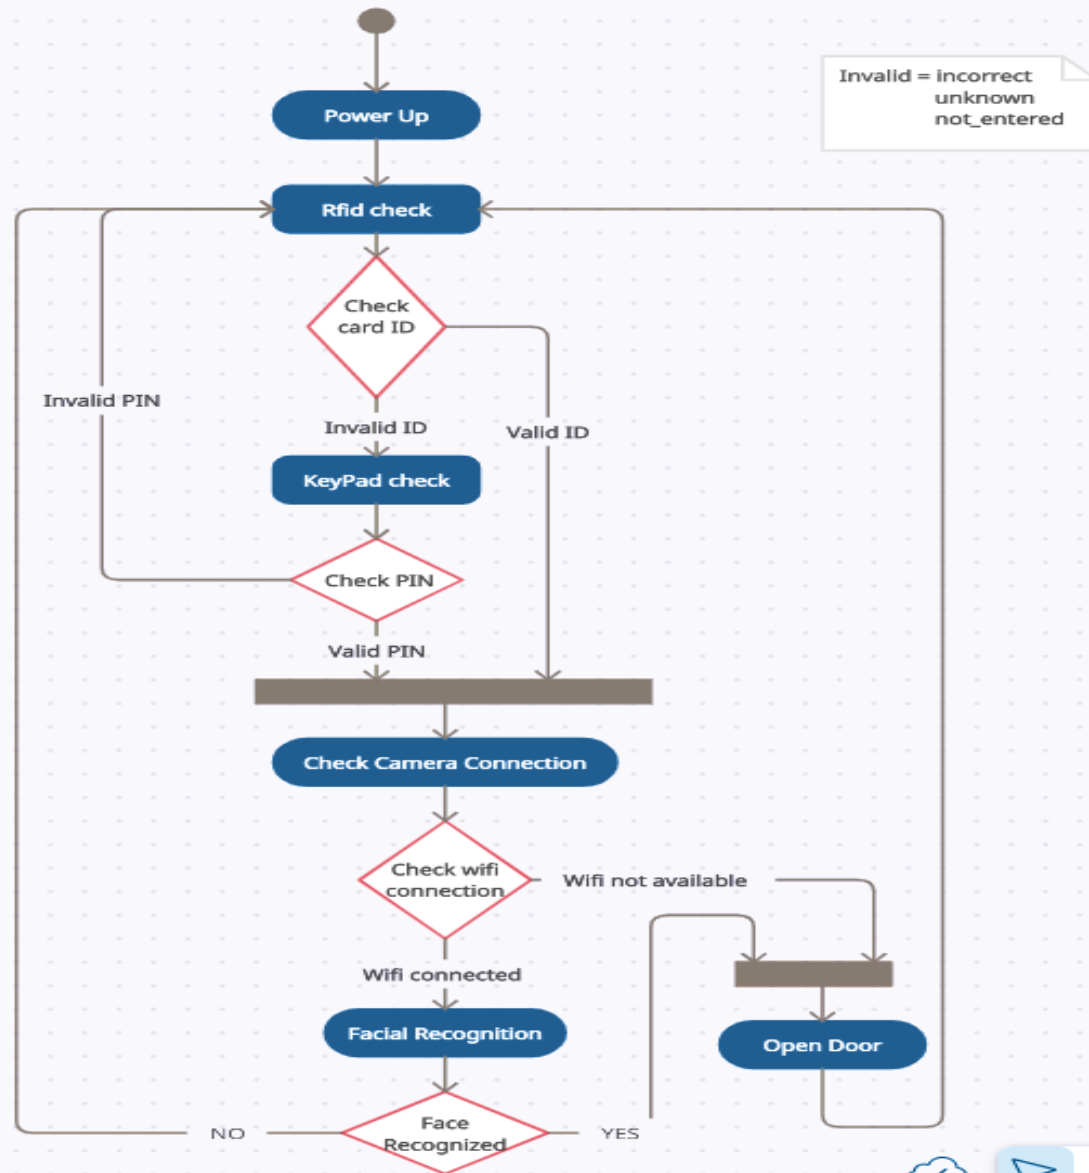 Power Up
Invalid = incorrect
unknown
not_entered
Rfid check
Check
card ID
Invalid PIN
Invalid ID
Valid ID
KeyPad check
Check PIN
Valid PIN
Check Camera Connection
Check wifi
connection
Wifi not available
Wifi connected
Facial Recognition
Open Door
Face
Recognized
NO
YES